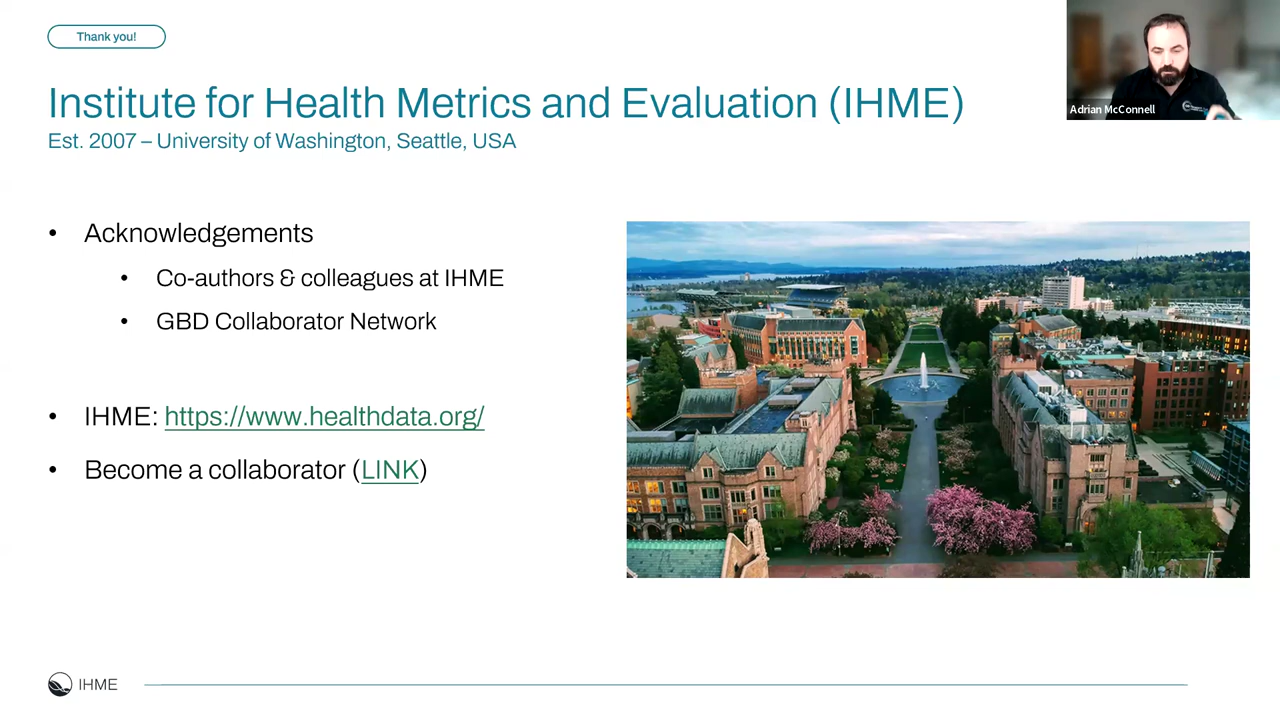 Thank you!
Adrian McConnell
Institute for Health Metrics and Evaluation (IHME)
Est. 2007 – University of Washington, Seattle, USA
• Acknowledgements
• Co-authors & colleagues at IHME
• GBD Collaborator Network
• IHME: https://www.healthdata.org/
• Become a collaborator (LINK)
IHME